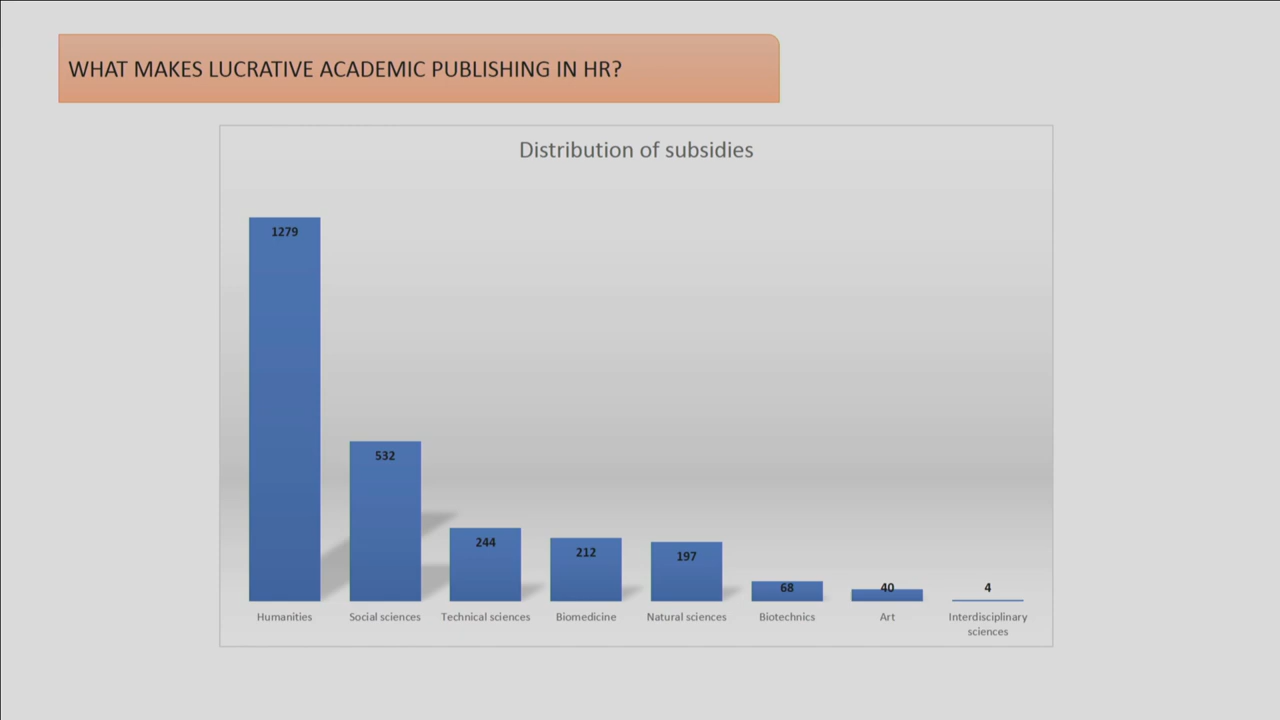 WHAT MAKES LUCRATIVE ACADEMIC PUBLISHING IN HR?
Distribution of subsidies
1279
532
244
212
197
68
40
4
Humanities
Social sciences
Technical sciences
Biomedicine
Natural sciences
Biotechnics
Art
Interdisciplinary
sciences